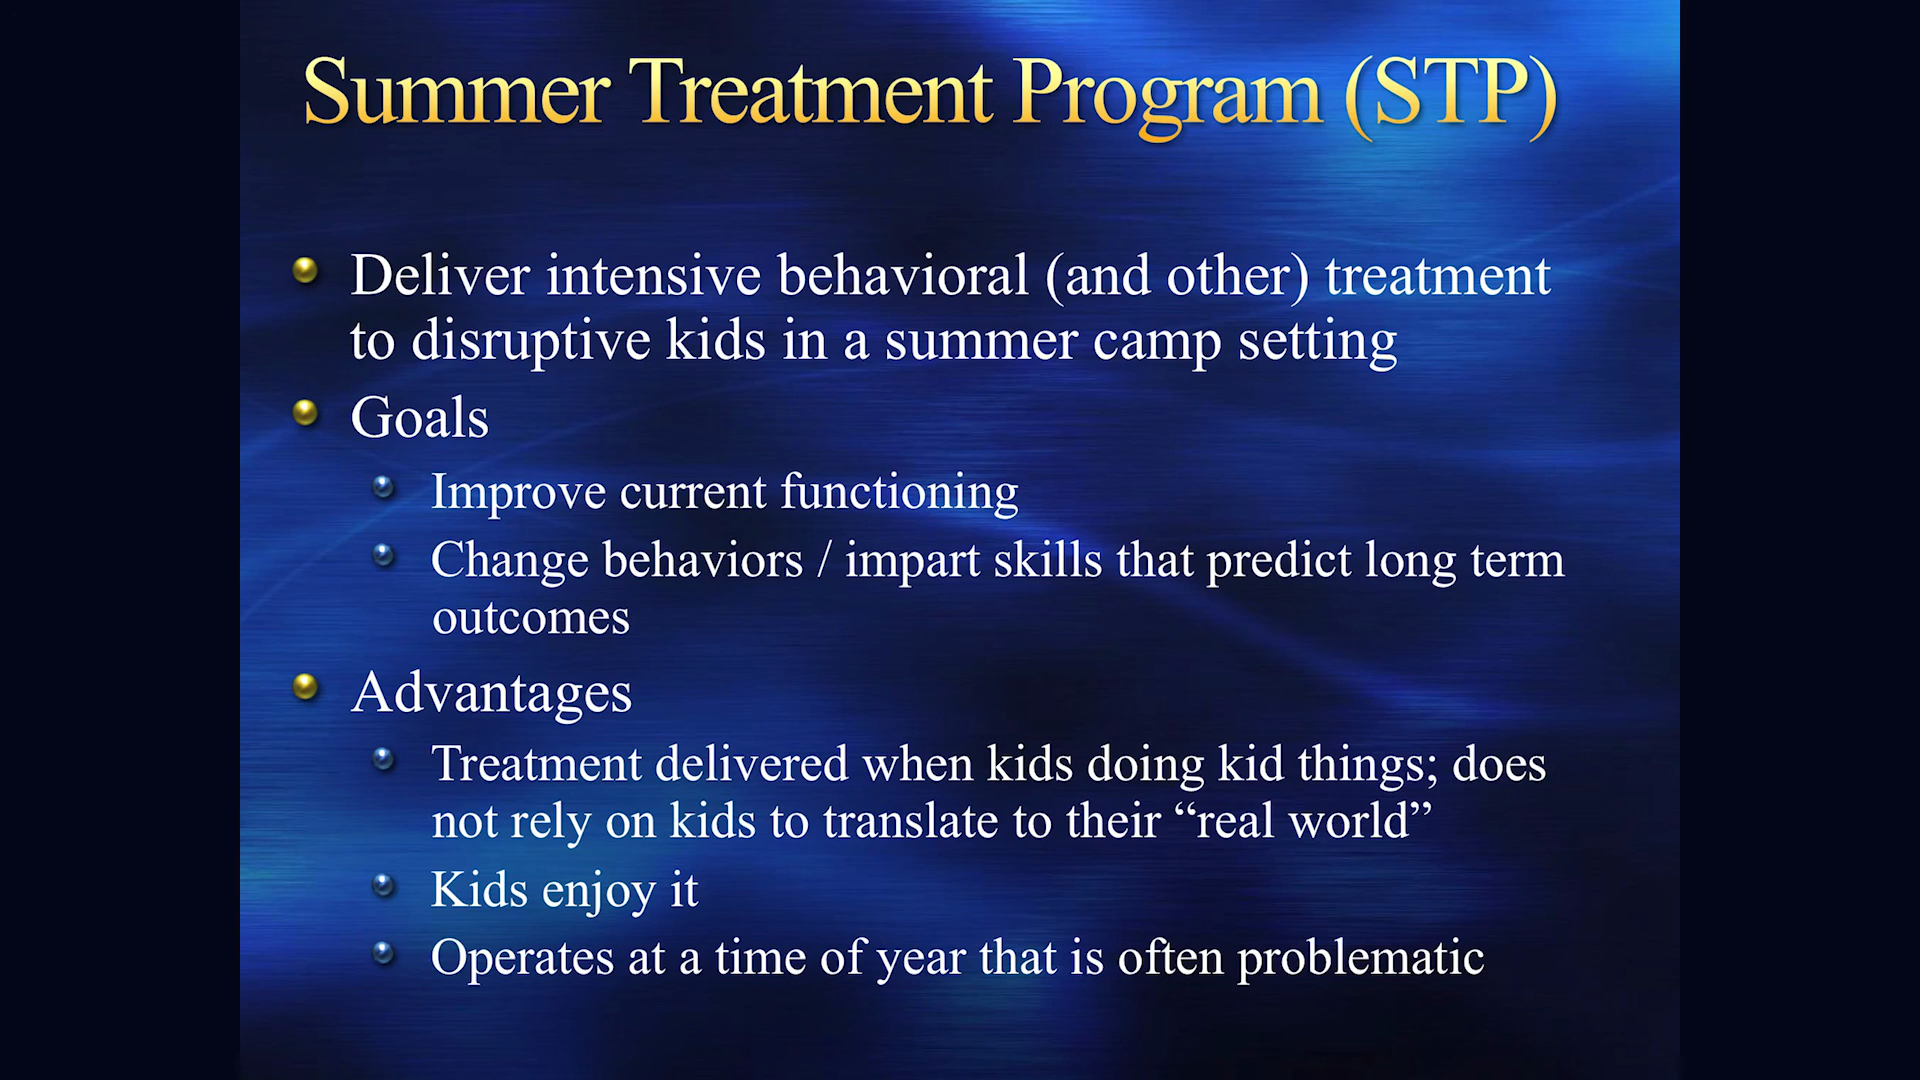 Summer Treatment Program (STP)
Deliver intensive behavioral (and other) treatment
to disruptive kids in a summer camp setting
Goals
Improve current functioning
Change behaviors / impart skills that predict long term
outcomes
Advantages
Treatment delivered when kids doing kid things; does
not rely on kids to translate to their “real world”
Kids enjoy it
Operates at a time of year that is often problematic